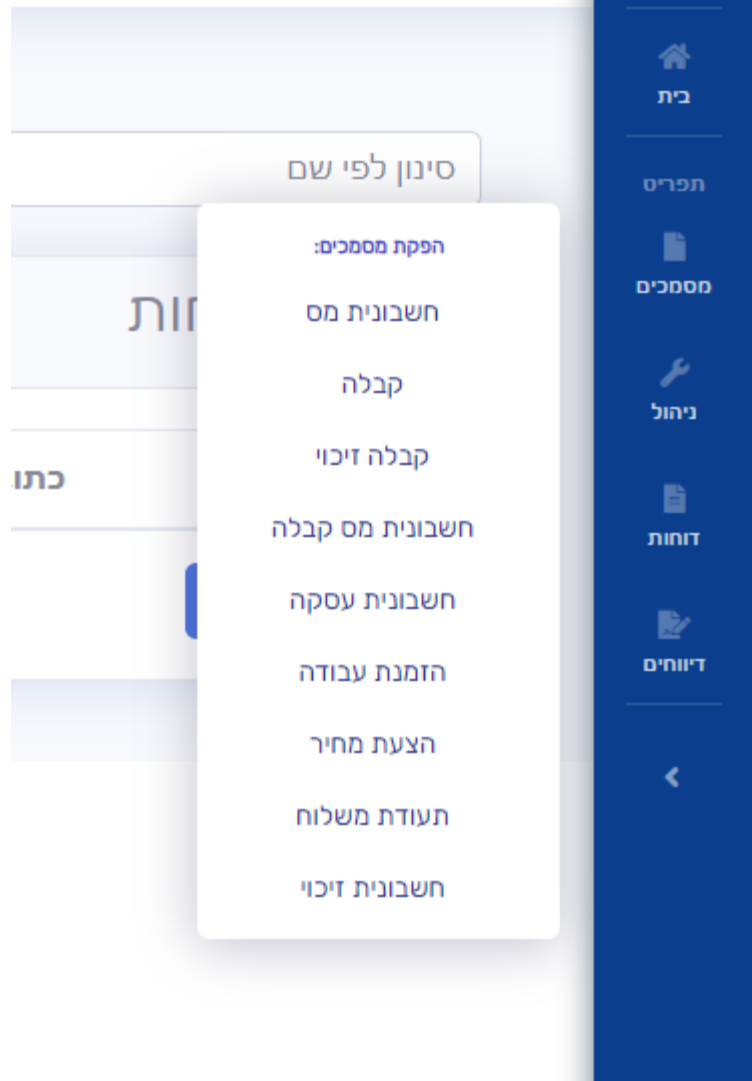 בית
תפריט
מסמכים
ניהול
דוחות
דיווחים
סינון לפי שם
הפקת מסמכים:
חשבונית מס
קבלה
קבלה זיכוי
חשבונית מס קבלה
חשבונית עסקה
הזמנת עבודה
הצעת מחיר
תעודת משלוח
חשבונית זיכוי